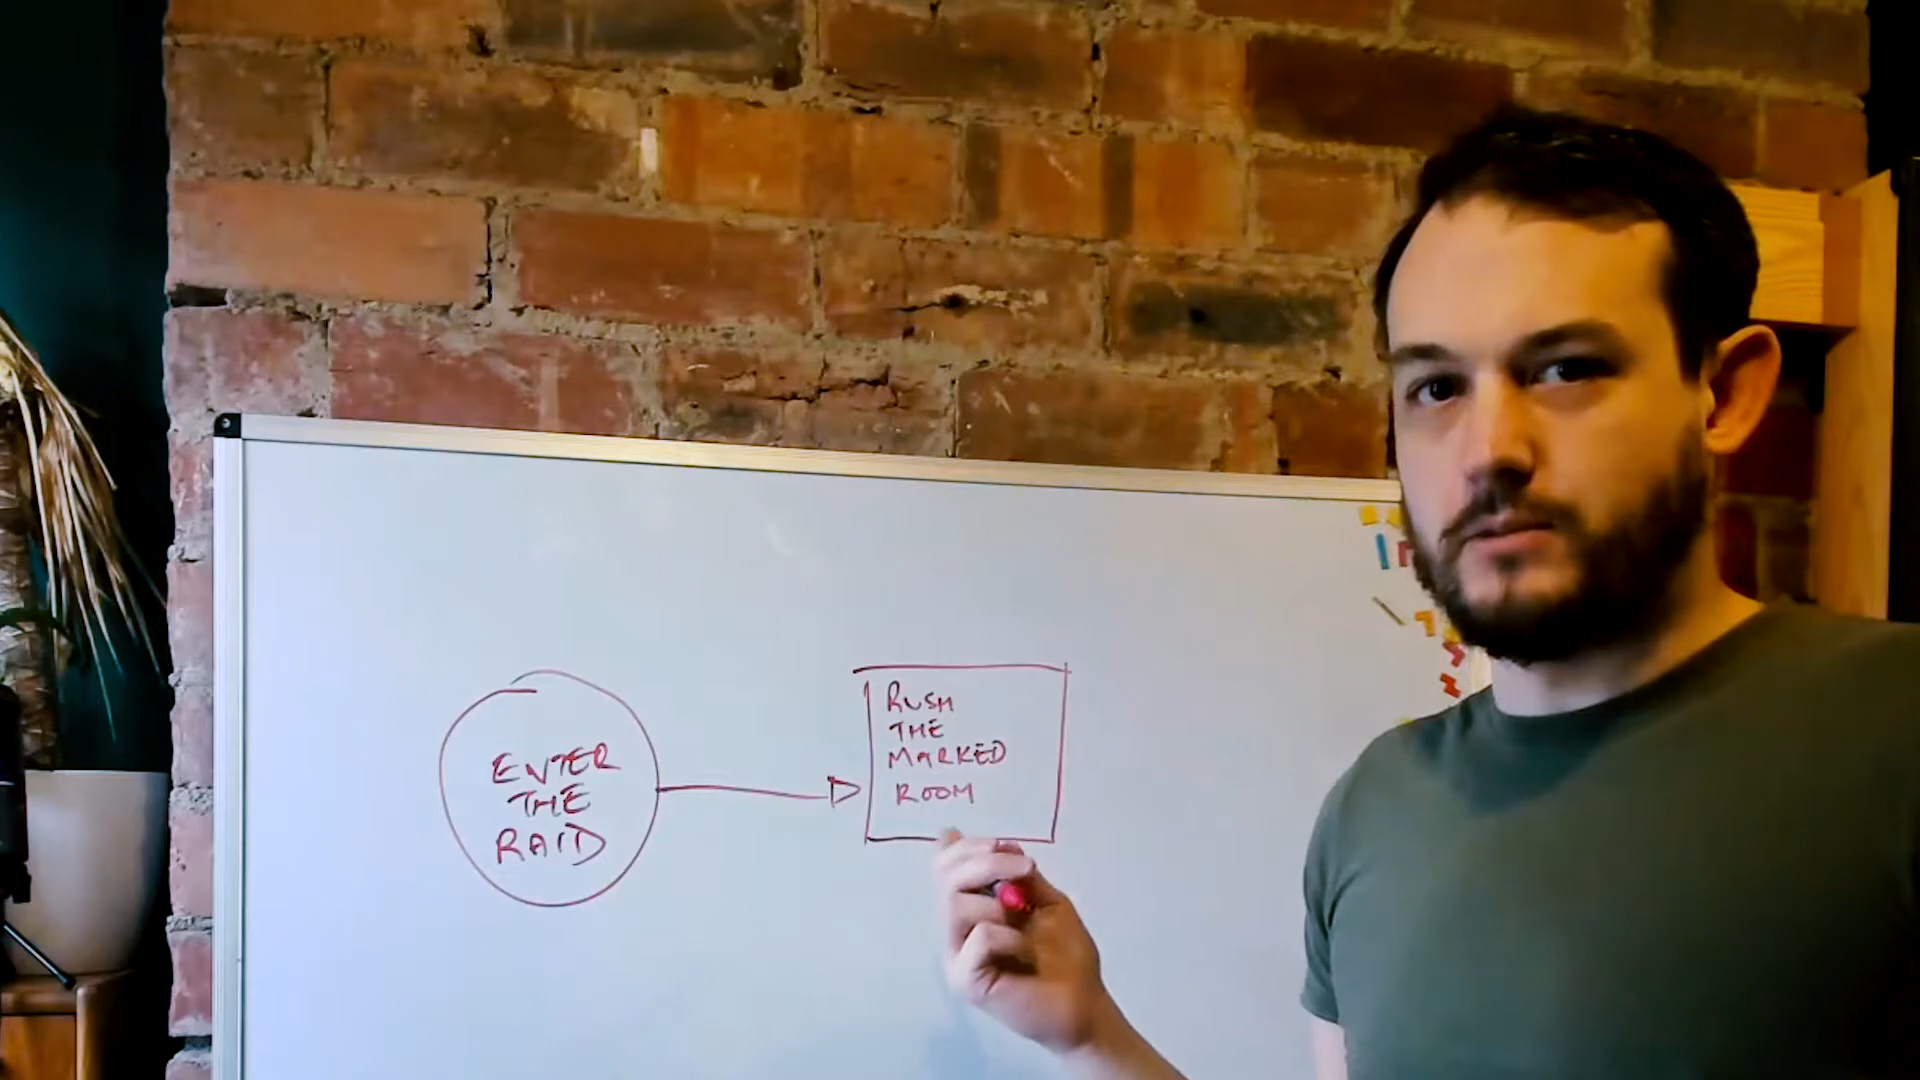 ENTER
THE
RAID
RUSH
THE
MARKED
ROOM